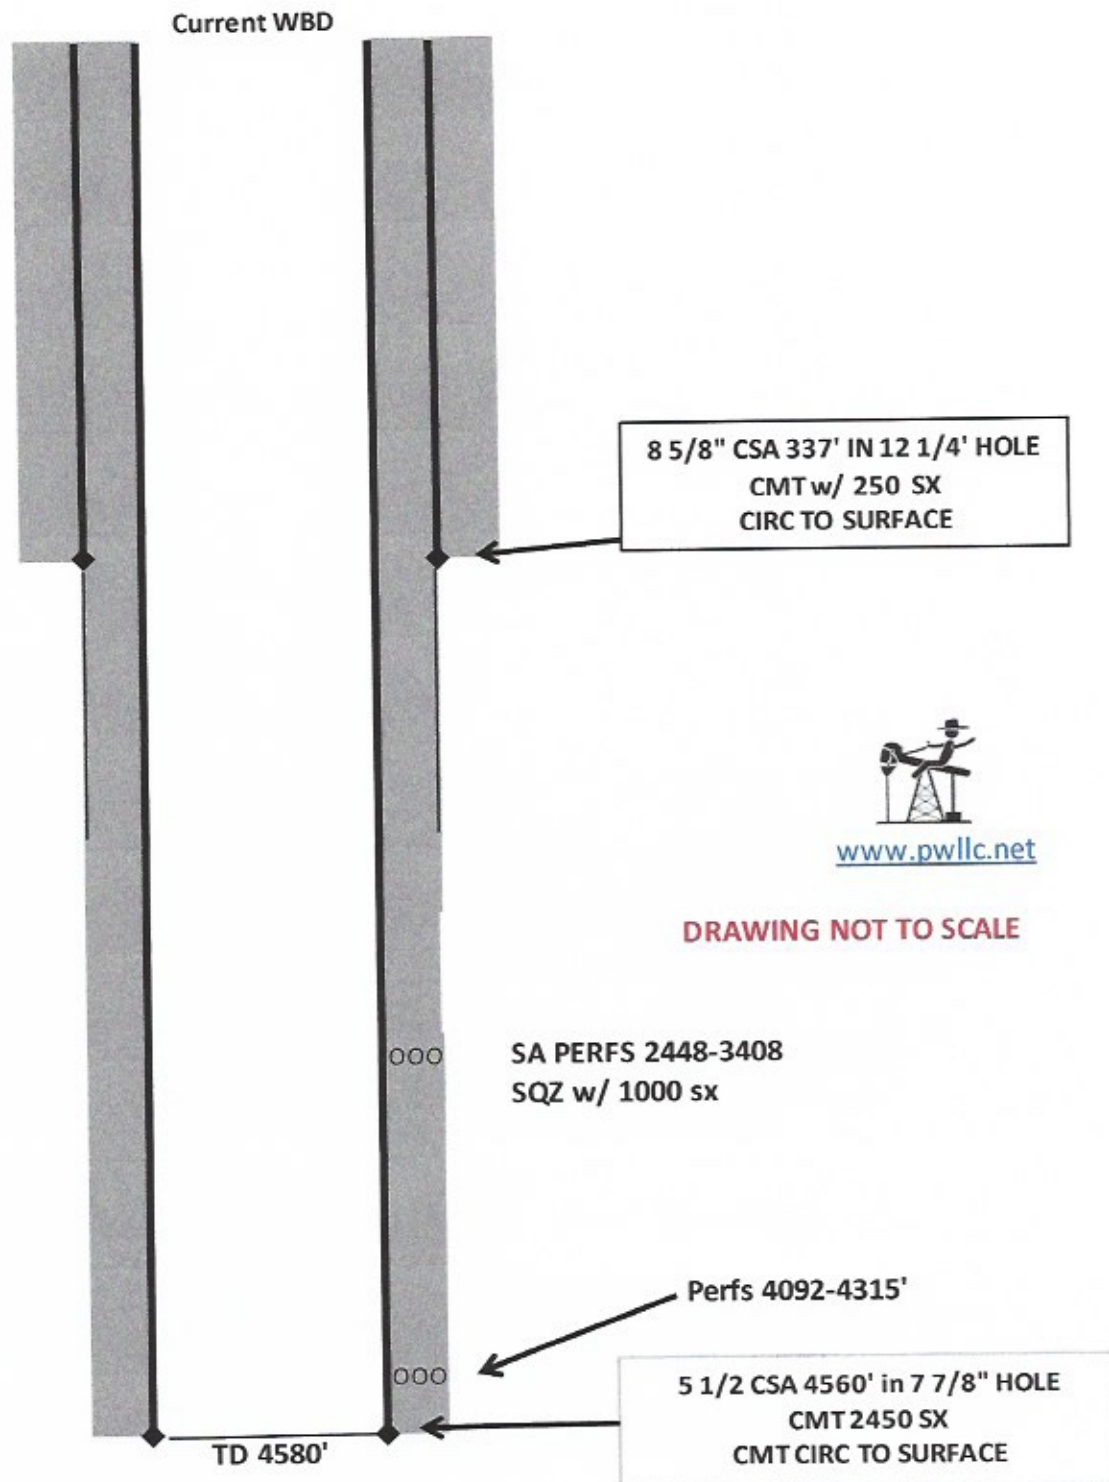 Current WBD
8 5/8" CSA 337' IN 12 1/4' HOLE
CMT w/ 250 SX
CIRC TO SURFACE
www.pwllc.net
DRAWING NOT TO SCALE
SA PERFS 2448-3408
SQZ w/ 1000 sx
Perfs 4092-4315'
5 1/2 CSA 4560' in 7 7/8" HOLE
CMT 2450 SX
CMT CIRC TO SURFACE
TD 4580'